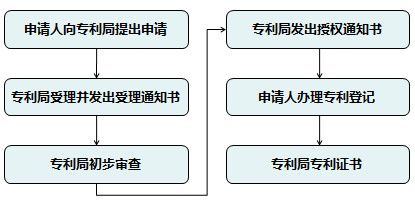 申请人向专利局提出申请
专利局受理并发出受理通知书
专利局初步审查
专利局发出授权通知书
申请人办理专利登记
专利局专利证书